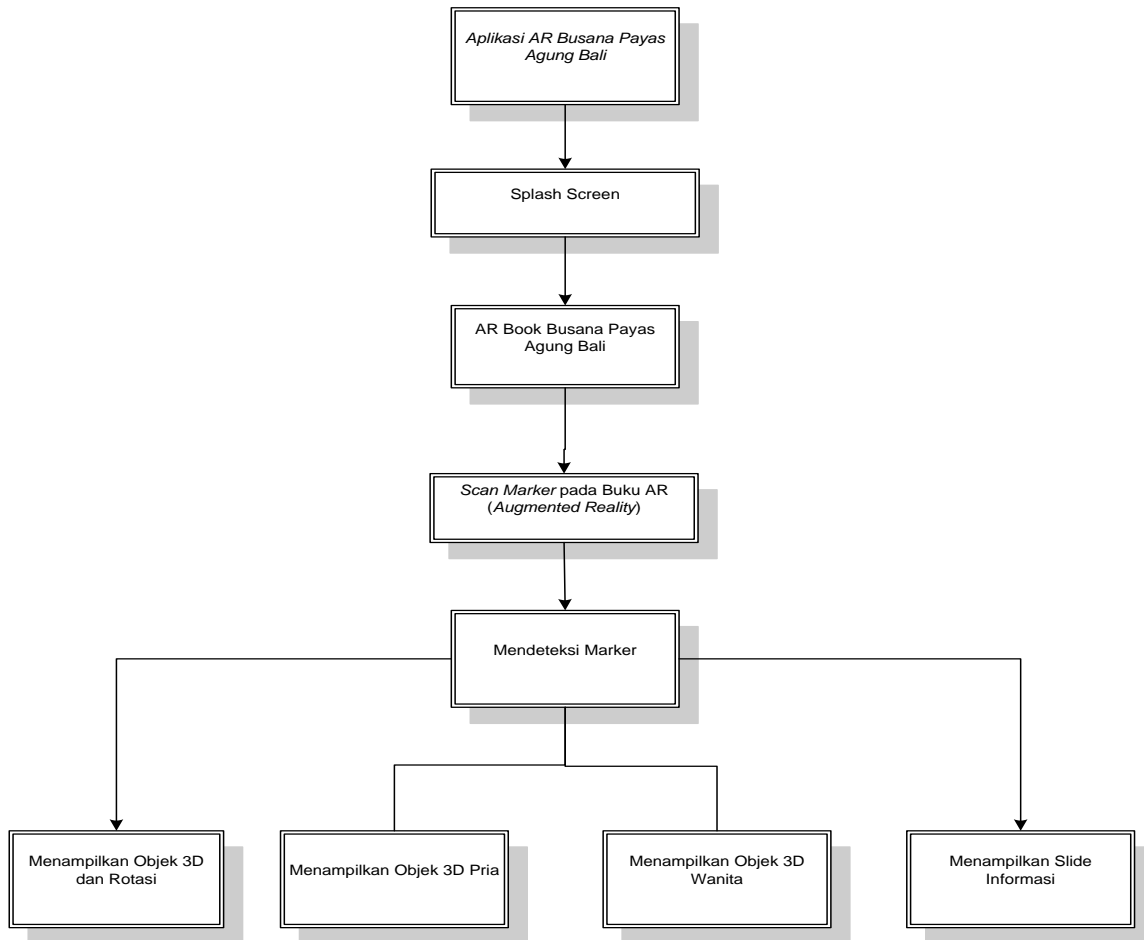 Aplikasi AR Busana Payas
Agung Bali
Splash Screen
AR Book Busana Payas
Agung Bali
Scan Marker pada Buku AR
(Augmented Reality)
Mendeteksi Marker
Menampilkan Objek 3D
dan Rotasi
Menampilkan Objek 3D Pria
Menampilkan Objek 3D
Wanita
Menampilkan Slide
Informasi